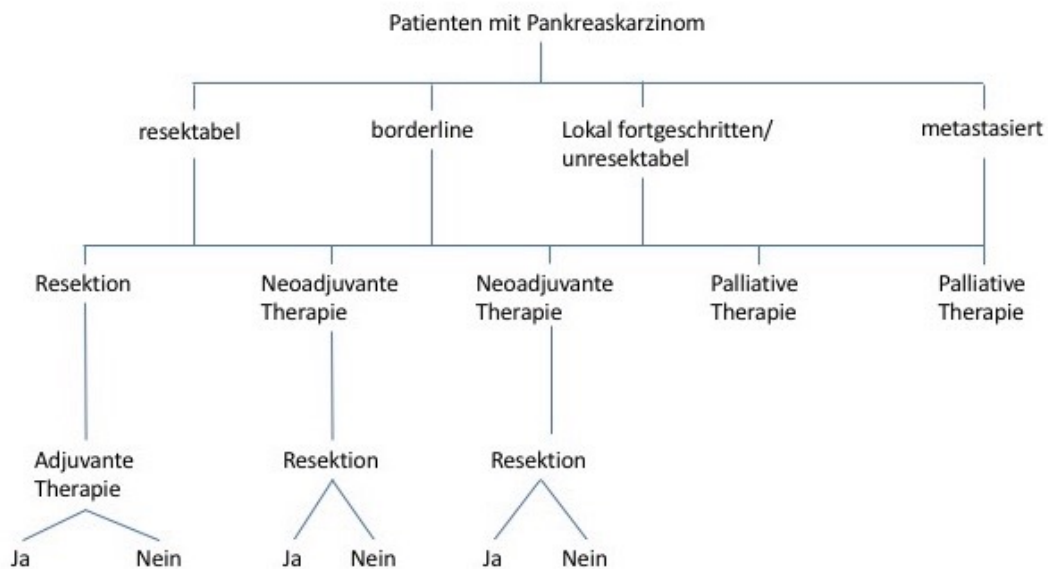 Patienten mit Pankreaskarzinom
resektabel
borderline
Lokal fortgeschritten/
unresektabel
metastasiert
Resektion
Neoadjuvante
Therapie
Neoadjuvante
Therapie
Palliative
Therapie
Palliative
Therapie
Adjuvante
Therapie
Resektion
Resektion
Ja
Nein
Ja
Nein
Ja
Nein